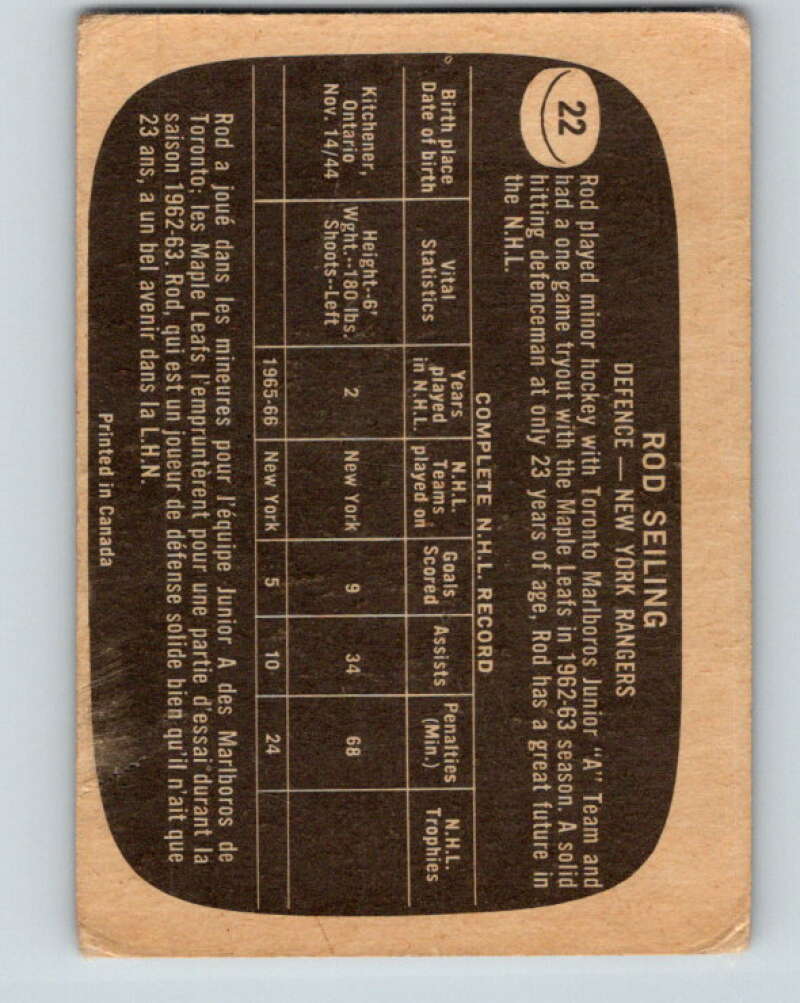 ROD SEILING
DEFENCE — NEW YORK RANGERS
22
Rod played minor hockey with Toronto Marlboros Junior "A" Team and
had a one game tryout with the Maple Leafs in 1962-63 season. A solid
hitting defenceman at only 23 years of age, Rod has a great future in
the N.H.L.
COMPLETE N.H.L. RECORD
Birth place Date of birth | Vital Statistics | Years played in N.H.L. | N.H.L. Teams played on | Goals Scored | Assists | Penalties (Min.) | N.H.L. Trophies
Kitchener, Ontario Nov. 14/44 | Height-6' Wght.--180 lbs. Shoots--Left | 2 | New York | 9 | 34 | 68
1965-66 | New York | 5 | 10 | 24
Rod a joué dans les mineures pour l'équipe Junior A des Marlboros de
Toronto; les Maple Leafs l'empruntèrent pour une partie d'essai durant la
saison 1962-63. Rod, qui est un joueur de défense solide bien qu'il n'ait que
23 ans, a un bel avenir dans la L.H.N.
Printed in Canada